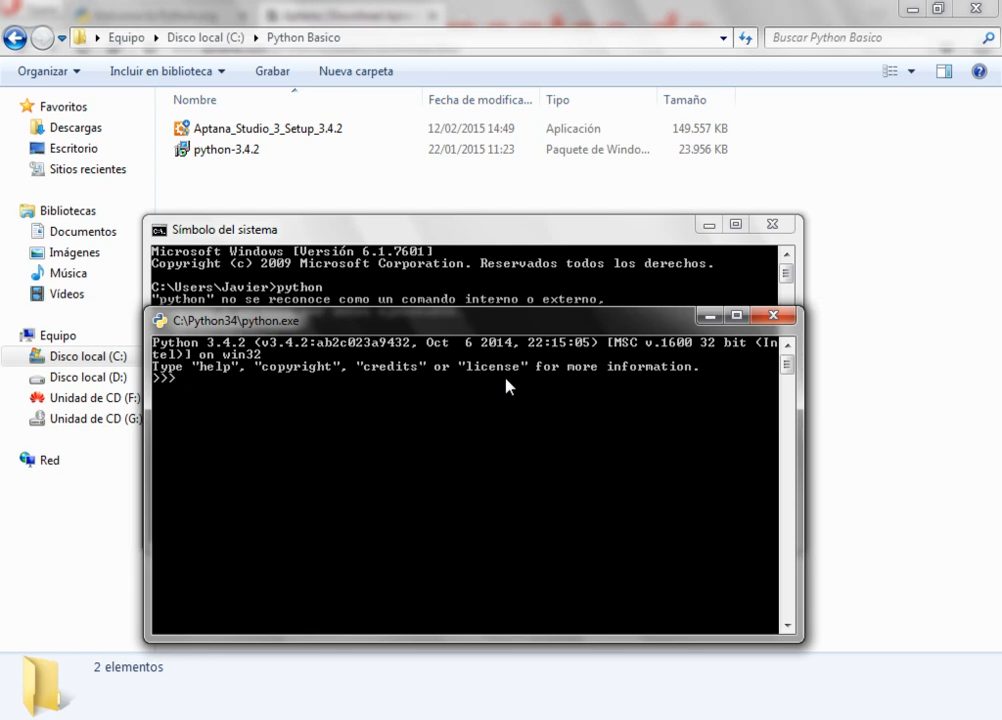 Equipo
Disco local (C:)
Python Basico
Buscar Python Basico
Organizar
Incluir en biblioteca
Grabar
Nueva carpeta
Nombre
Fecha de modifica...
Tipo
Tamaño
Favoritos
Descargas
Escritorio
Sitios recientes
Aptana_Studio_3_Setup_3.4.2
12/02/2015 14:49
Aplicación
149.557 KB
python-3.4.2
22/01/2015 11:23
Paquete de Windo...
23.956 KB
Bibliotecas
Documentos
Imágenes
Música
Vídeos
Equipo
Disco local (C:)
Disco local (D:)
Unidad de CD (F:)
Unidad de CD (G:)
Red
Símbolo del sistema
Microsoft Windows [Versión 6.1.7601]
Copyright (c) 2009 Microsoft Corporation. Reservados todos los derechos.
C:\Users\Javier>python
"python" no se reconoce como un comando interno o externo,
C:\Python34\python.exe
Python 3.4.2 (v3.4.2:ab2c023a9432, Oct  6 2014, 22:15:05) [MSC v.1600 32 bit (In
tel)] on win32
Type "help", "copyright", "credits" or "license" for more information.
>>>
2 elementos